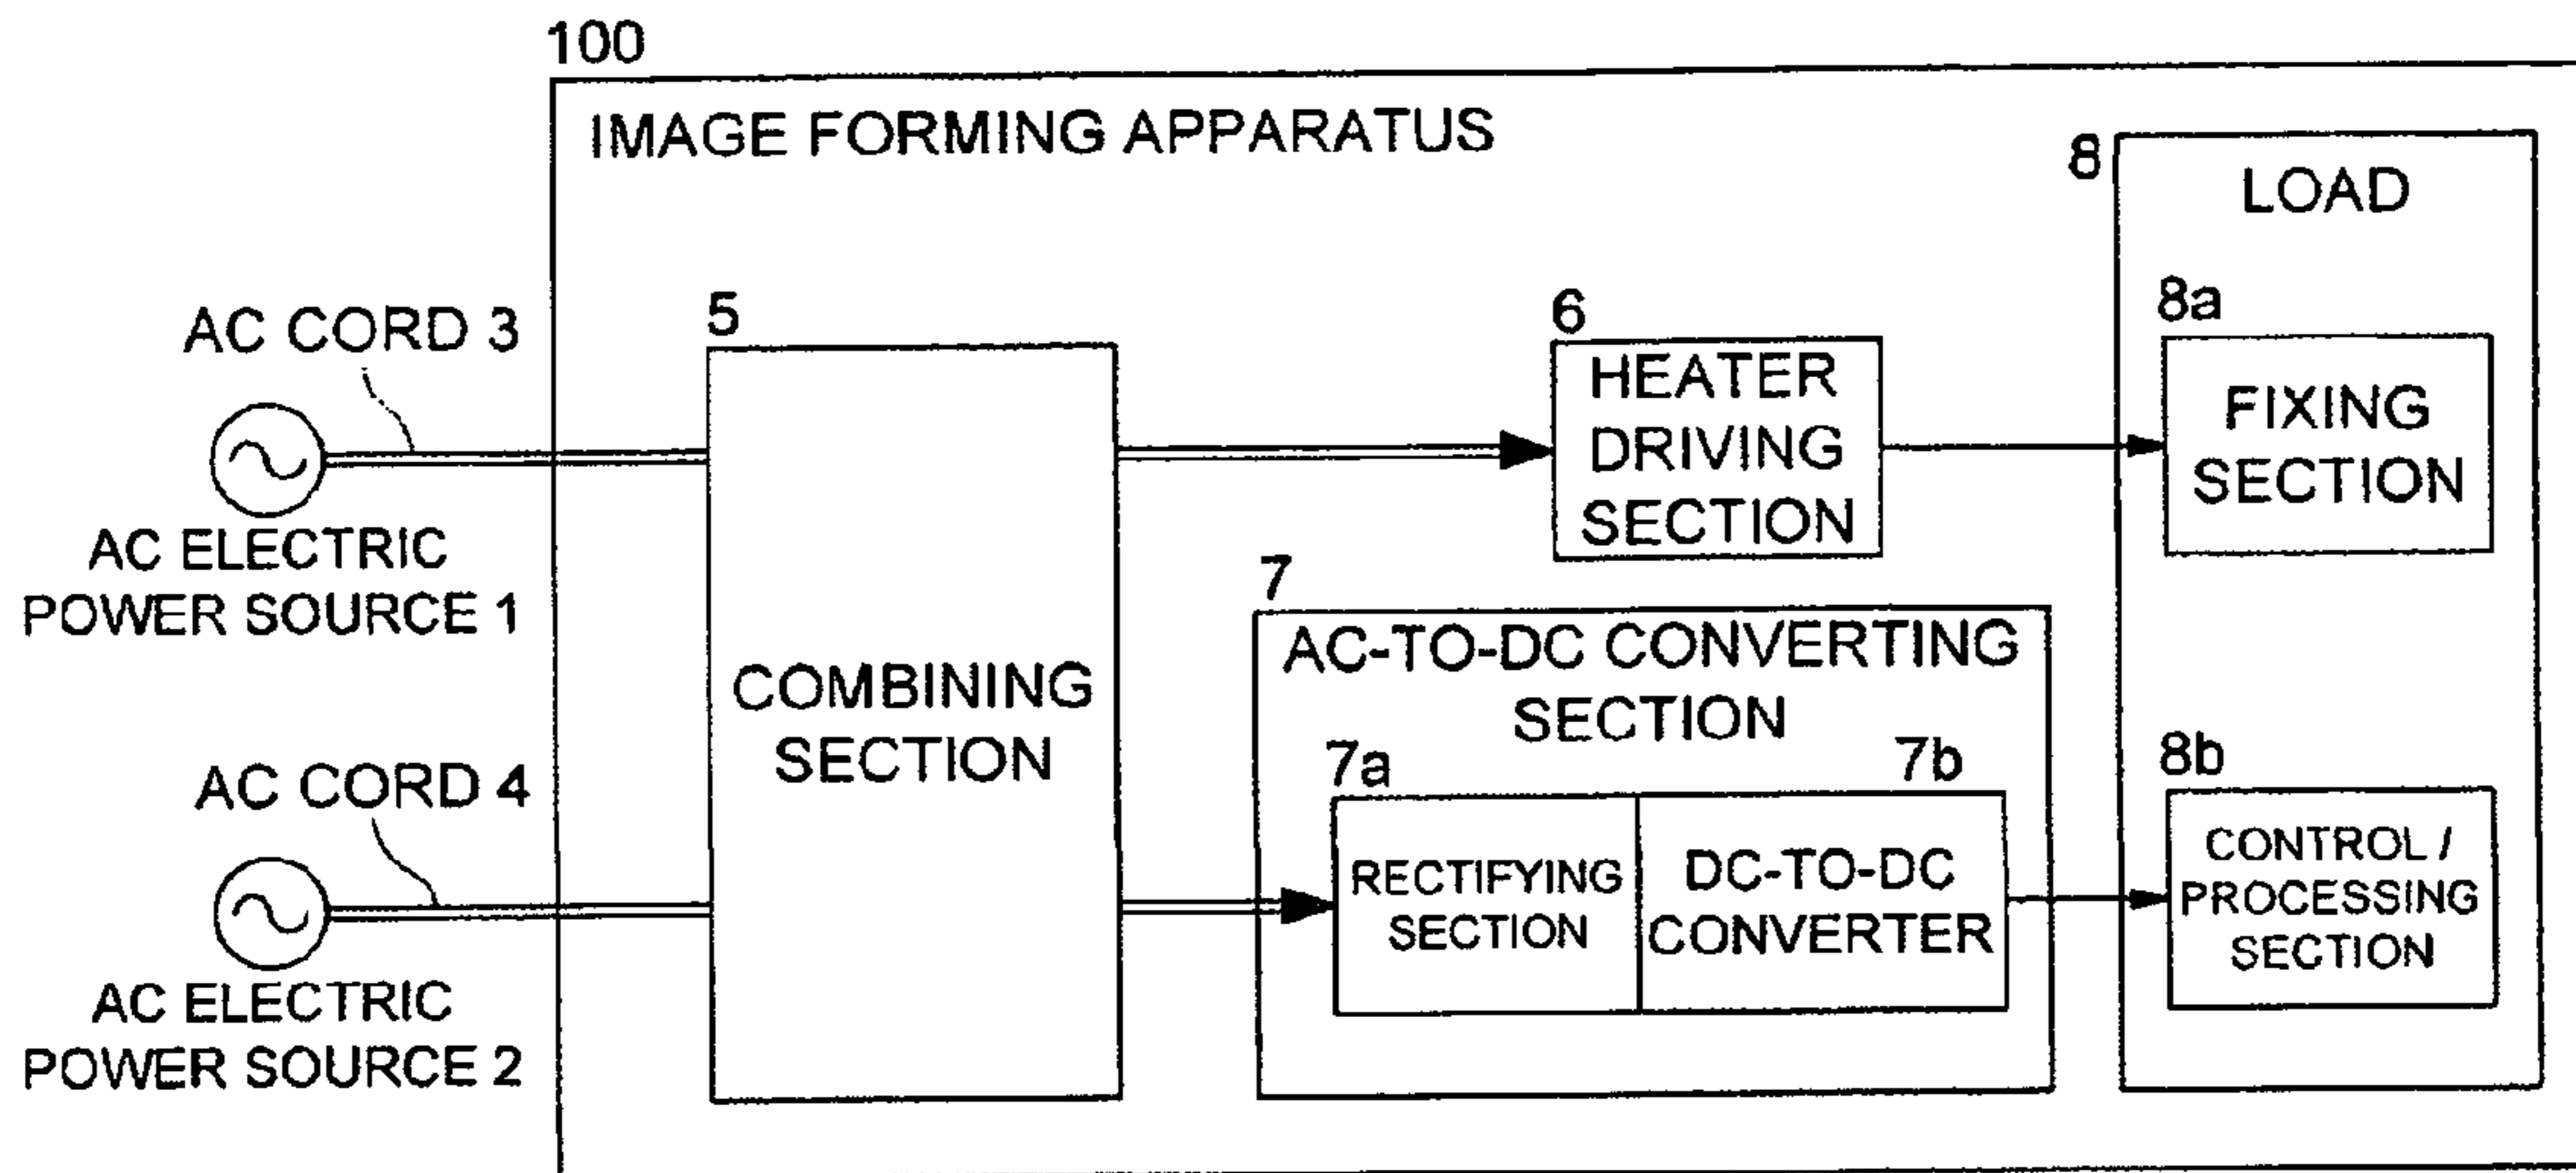 100
IMAGE FORMING APPARATUS
8
LOAD
AC CORD 3
5
6
8a
HEATER
DRIVING
SECTION
FIXING
SECTION
AC ELECTRIC
POWER SOURCE 1
7
AC-TO-DC CONVERTING
SECTION
COMBINING
SECTION
AC CORD 4
7a
7b
8b
RECTIFYING
SECTION
DC-TO-DC
CONVERTER
CONTROL /
PROCESSING
SECTION
AC ELECTRIC
POWER SOURCE 2